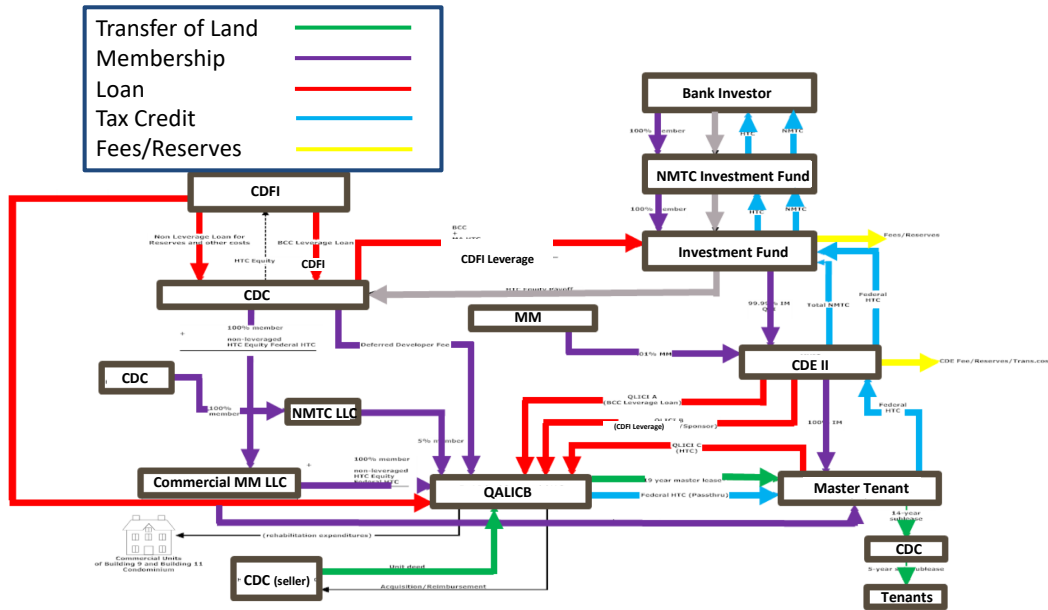 Transfer of Land
Membership
Loan
Tax Credit
Fees/Reserves
Bank Investor
100% member
HTC
NMTC
NMTC Investment Fund
100% member
HTC
NMTC
CDFI
Non Leverage Loan for
Reserves and other costs
BCC Leverage Loan
CDFI
HTC Equity
BCC
+
CDFI Leverage
Investment Fund
Fees/Reserves
CDC
HTC Equity Payoff
99.99% IM
Total NMTC
Federal
HTC
MM
+
100% member
non-leveraged
HTC Equity Federal HTC
Deferred Developer Fee
.01% MM
CDE II
CDE Fee/Reserves/Trans.cos
CDC
100%
member
NMTC LLC
QLICI A
(BCC Leverage Loan)
(CDFI Leverage)
/Sponsor)
100% IM
Federal
HTC
5% member
QLICI C
(HTC)
+
100% member
non-leveraged
HTC Equity
Federal HTC
Commercial MM LLC
QALICB
19 year master lease
Federal HTC (Passthru)
Master Tenant
14-year
sublease
(rehabilitation expenditures)
Commercial Units
of Building 9 and Building 11
Condominium
CDC
CDC (seller)
+
Unit deed
Acquisition/Reimbursement
5-year
sublease
Tenants